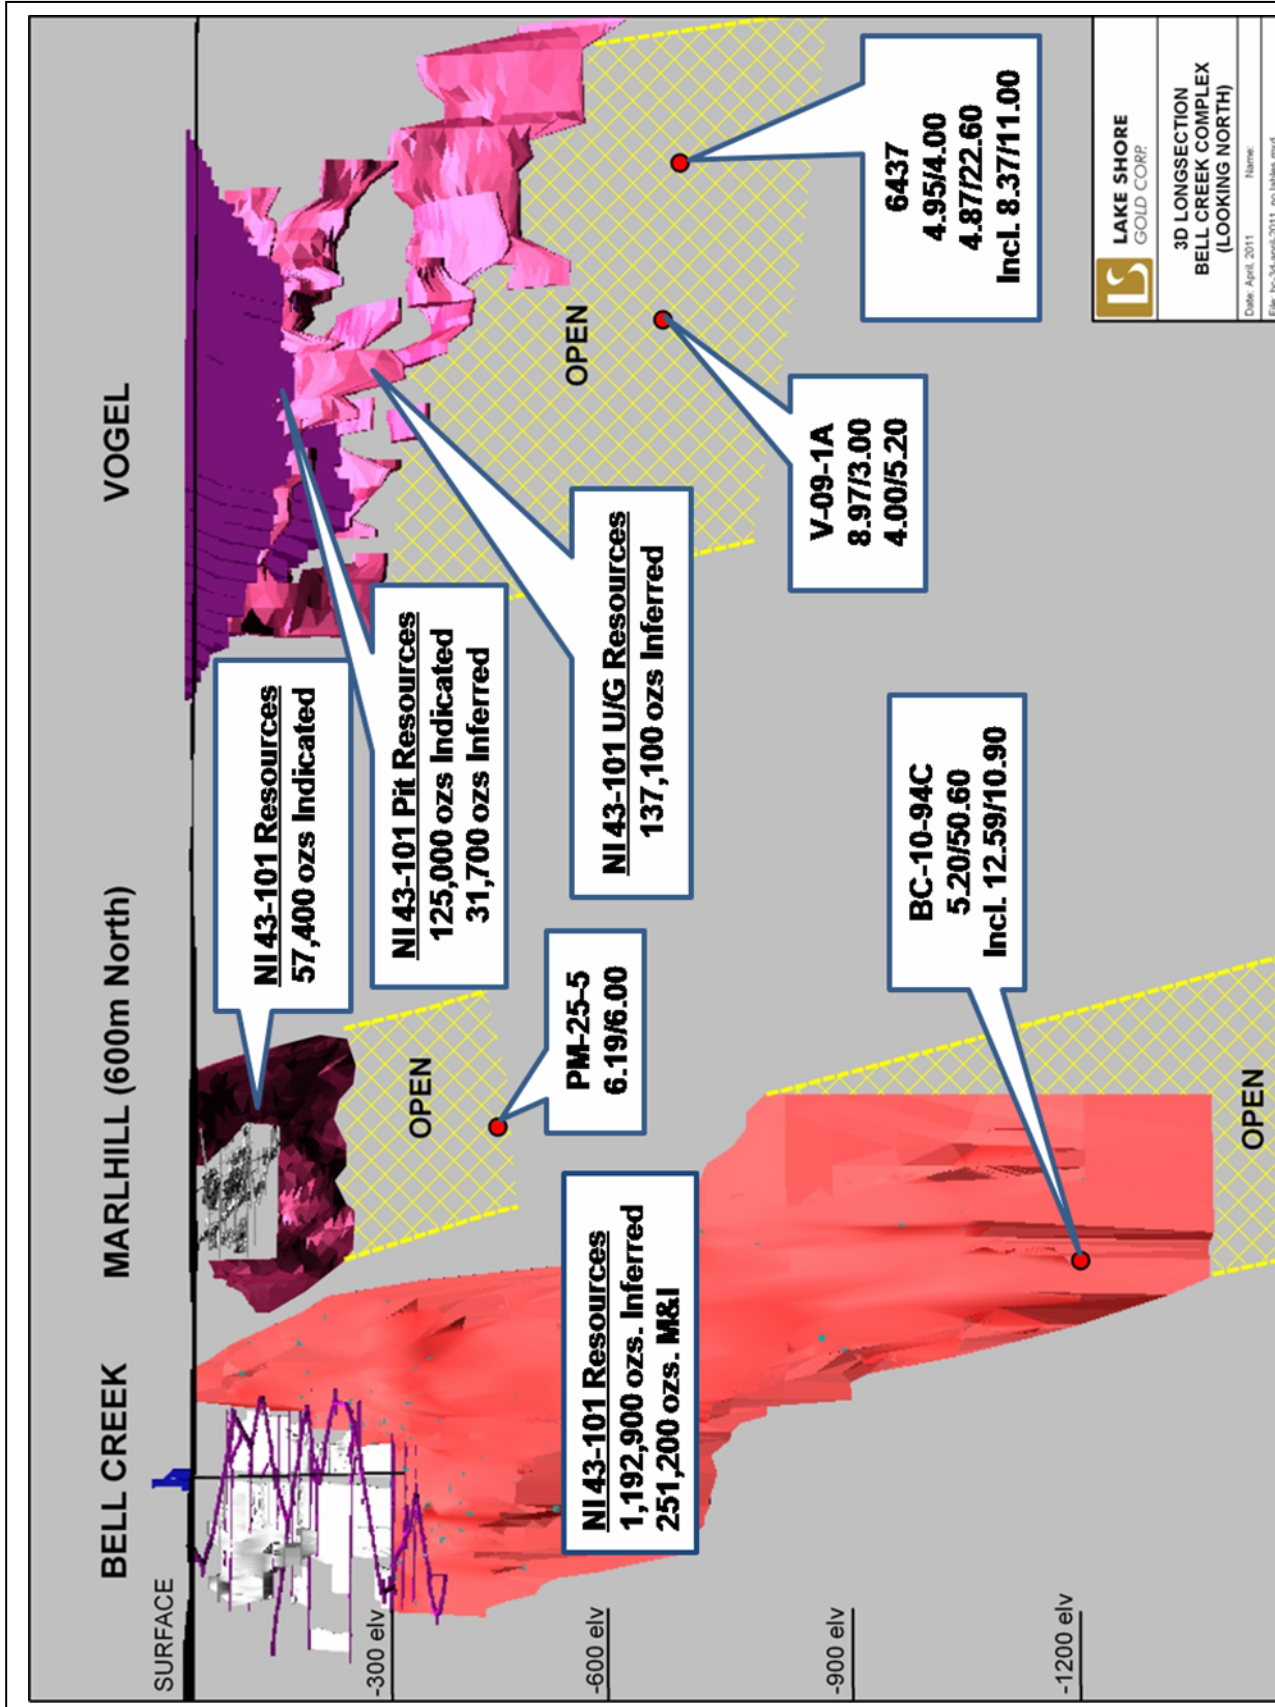 BELL CREEK
MARLHILL (600m North)
VOGEL
SURFACE
-300 elv
-600 elv
-900 elv
-1200 elv
NI 43-101 Resources
57,400 ozs Indicated
NI 43-101 Pit Resources
125,000 ozs Indicated
31,700 ozs Inferred
NI 43-101 U/G Resources
137,100 ozs Inferred
OPEN
PM-25-5
6.19/6.00
OPEN
V-09-1A
8.97/3.00
4.00/5.20
6437
4.95/4.00
4.87/22.60
Incl. 8.37/11.00
NI 43-101 Resources
1,192,900 ozs. Inferred
251,200 ozs. M&I
BC-10-94C
5.20/50.60
Incl. 12.59/10.90
OPEN
LS
LAKE SHORE
GOLD CORP.
3D LONGSECTION
BELL CREEK COMPLEX
(LOOKING NORTH)
Date: April, 2011 Name: